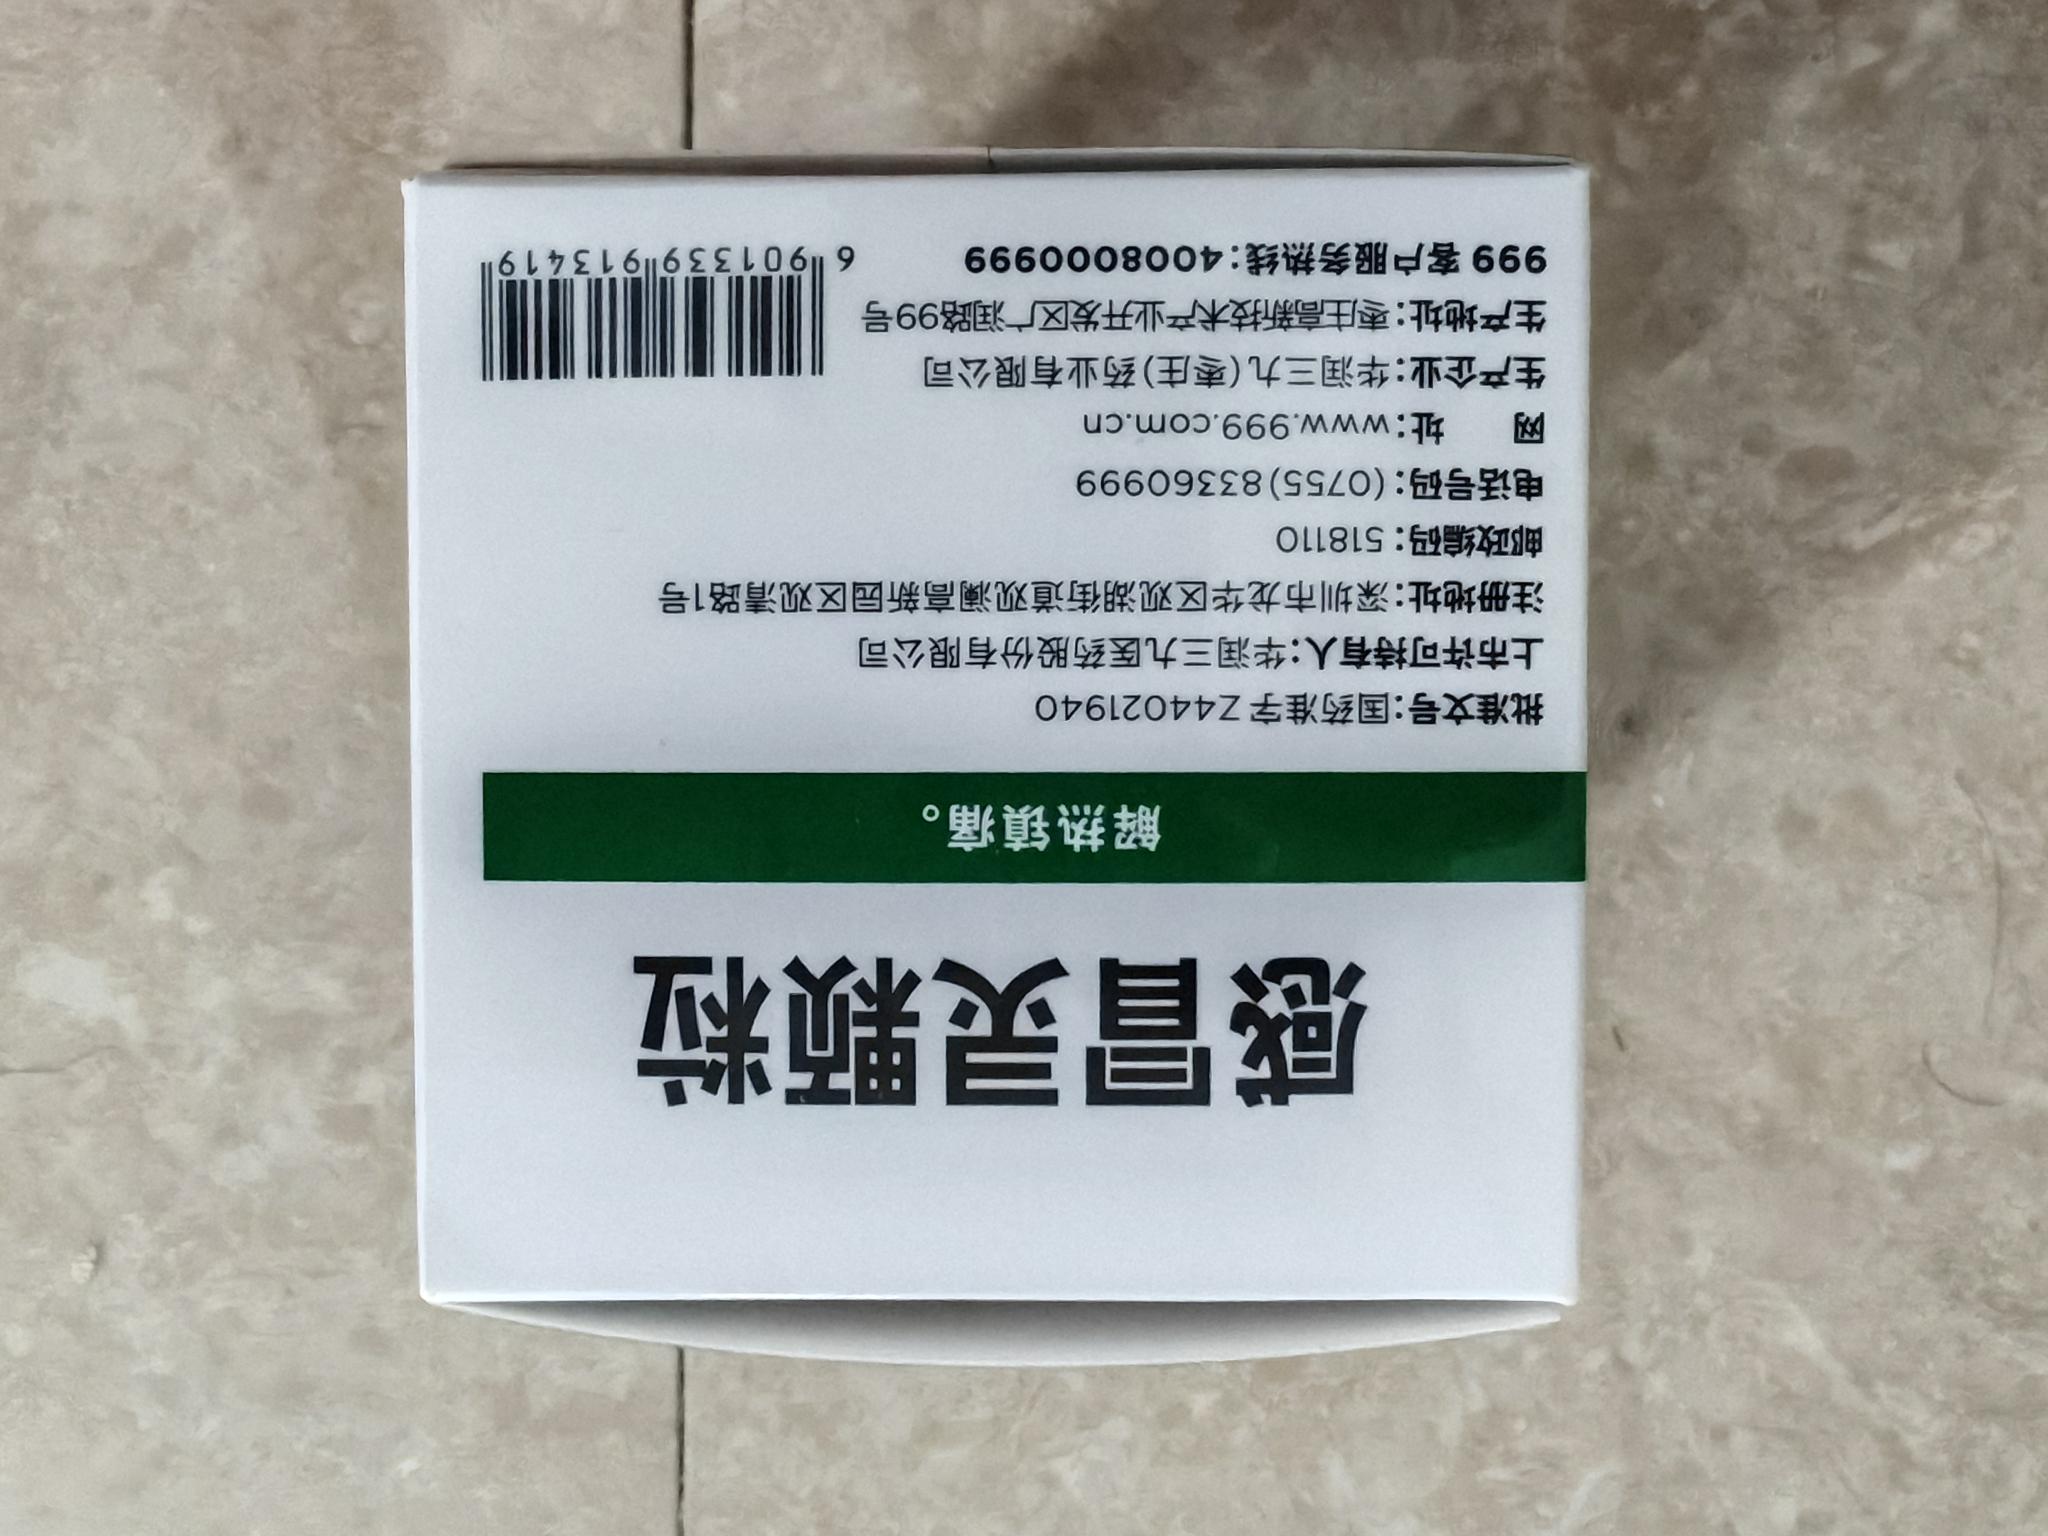 感冒灵颗粒
解热镇痛。
批准文号：国药准字Z44021940
上市许可持有人：华润三九医药股份有限公司
注册地址：深圳市龙华区观湖街道观澜高新园区观清路1号
邮政编码：518110
电话号码：(0755)83360999
网　　址：www.999.com.cn
生产企业：华润三九(枣庄)药业有限公司
生产地址：枣庄高新技术产业开发区广润路99号
999 客户服务热线：4008000999
6 901339 913419